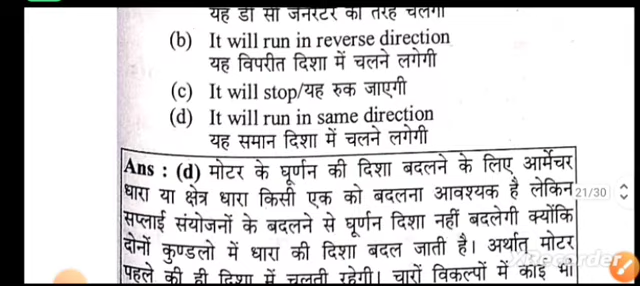 यह डी सी जनरेटर की तरह चलेगी
(b) It will run in reverse direction
यह विपरीत दिशा में चलने लगेगी
(c) It will stop/यह रुक जाएगी
(d) It will run in same direction
यह समान दिशा में चलने लगेगी
Ans : (d) मोटर के घूर्णन की दिशा बदलने के लिए आर्मेचर
धारा या क्षेत्र धारा किसी एक को बदलना आवश्यक है लेकिन
21/30
सप्लाई संयोजनों के बदलने से घूर्णन दिशा नहीं बदलेगी क्योंकि
दोनों कुण्डलो में धारा की दिशा बदल जाती है। अर्थात मोटर
Recorder
पहले की ही दिशा में चलती रहेगी। चारों विकल्पों में कोई भी